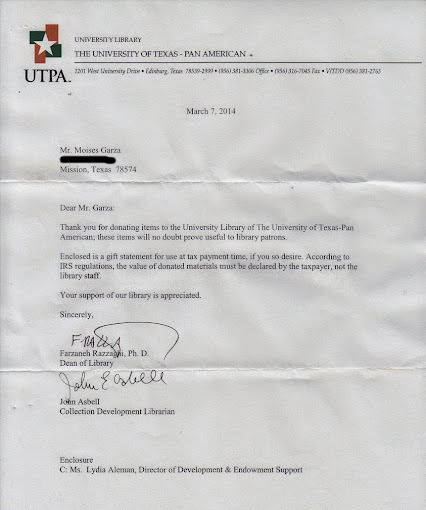 UNIVERSITY LIBRARY
THE UNIVERSITY OF TEXAS - PAN AMERICAN
UTPA
1201 West University Drive • Edinburg, Texas 78539-2999 • (956) 381-3306 Office • (956) 316-7045 Fax • V/TDD (956) 381-2763
March 7, 2014
Mr. Moises Garza
Mission, Texas 78574
Dear Mr. Garza:
Thank you for donating items to the University Library of The University of Texas-Pan
American; these items will no doubt prove useful to library patrons.
Enclosed is a gift statement for use at tax payment time, if you so desire. According to
IRS regulations, the value of donated materials must be declared by the taxpayer, not the
library staff.
Your support of our library is appreciated.
Sincerely,
Farzaneh Razzaghi, Ph. D.
Dean of Library
John E Asbell
John Asbell
Collection Development Librarian
Enclosure
C: Ms. Lydia Aleman, Director of Development & Endowment Support